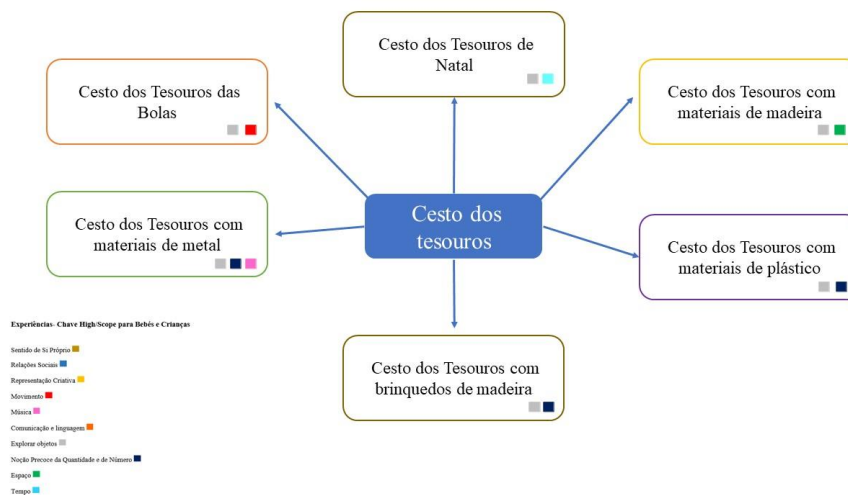 Cesto dos Tesouros de
Natal
Cesto dos Tesouros das
Bolas
Cesto dos Tesouros com
materiais de madeira
Cesto dos
tesouros
Cesto dos Tesouros com
materiais de metal
Cesto dos Tesouros com
materiais de plástico
Cesto dos Tesouros com
brinquedos de madeira
Experiências- Chave High/Scope para Bebés e Crianças
Sentido de Si Próprio
Relações Sociais
Representação Criativa
Movimento
Música
Comunicação e linguagem
Explorar objetos
Noção Precoce da Quantidade e de Número
Espaço
Tempo